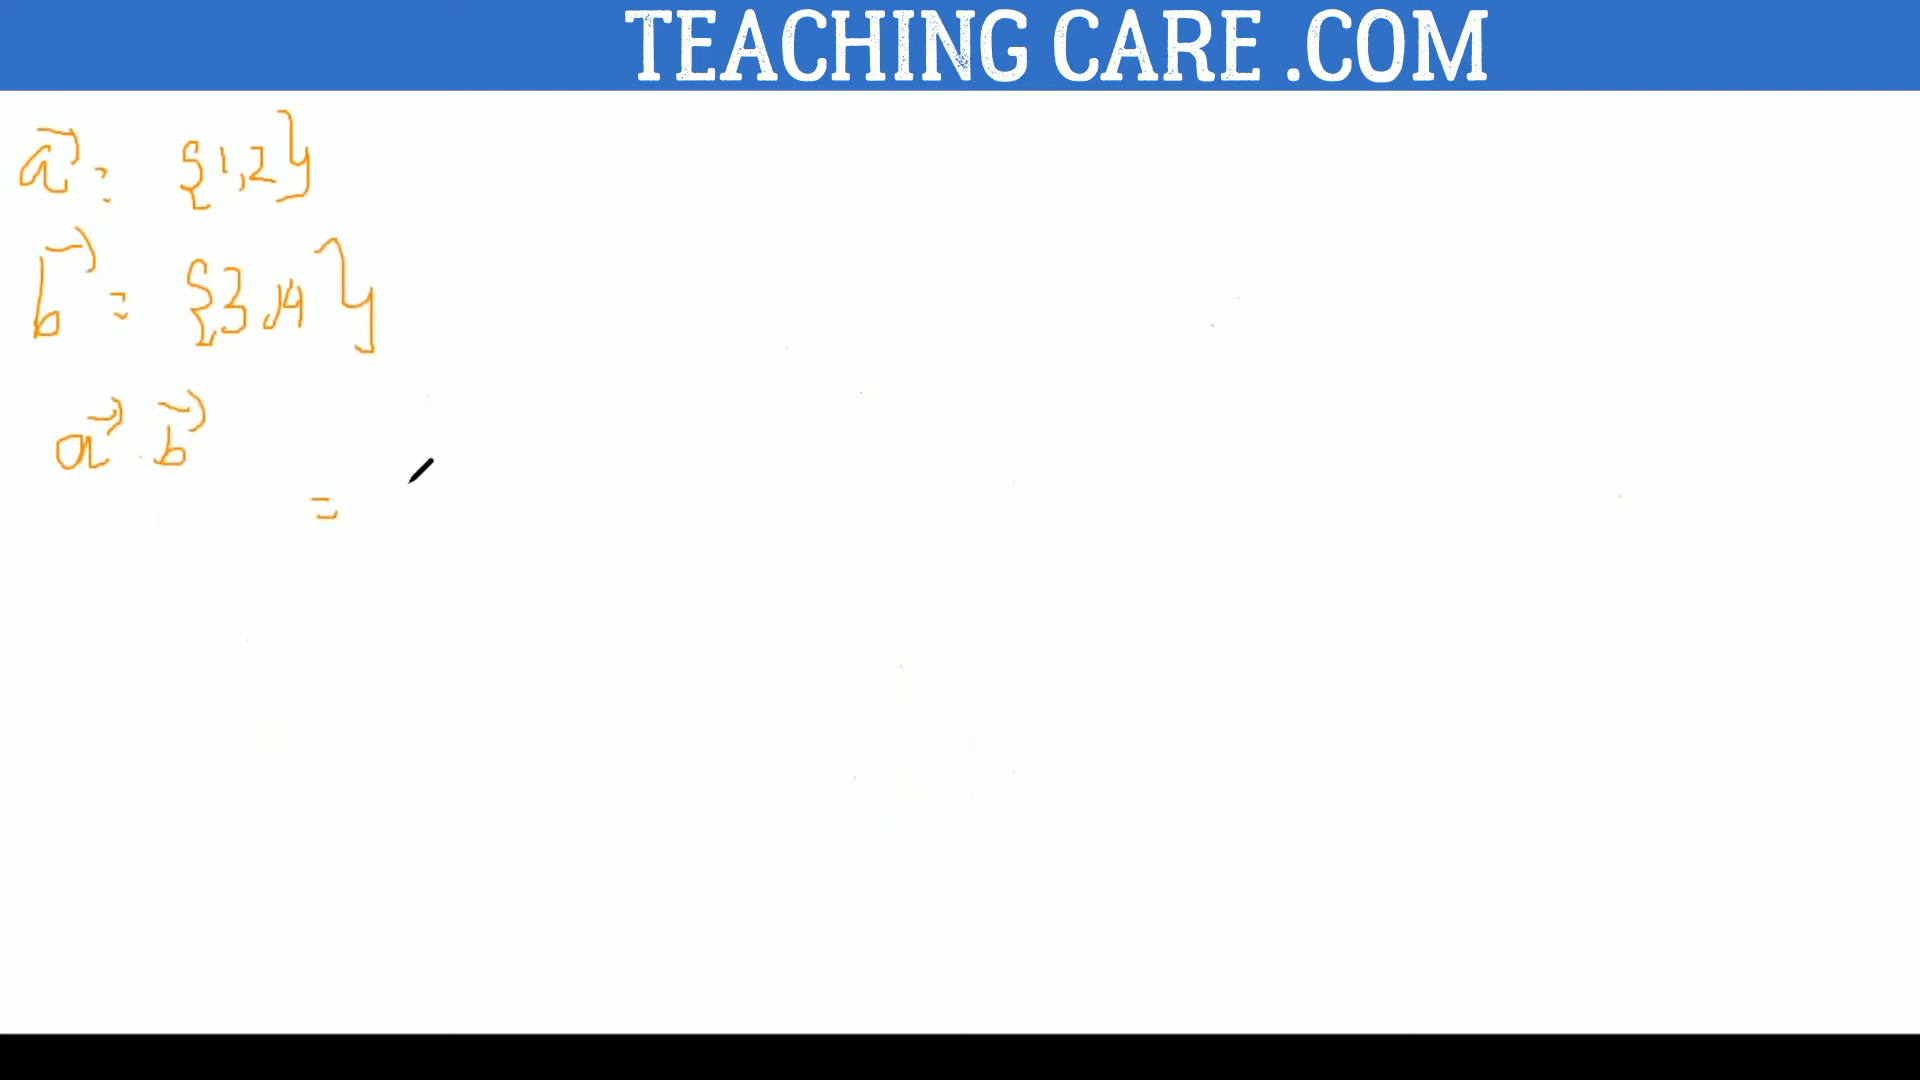 TEACHING CARE .COM
a⃗ = {1,2}
b⃗ = {3,4}
a⃗ . b⃗
=